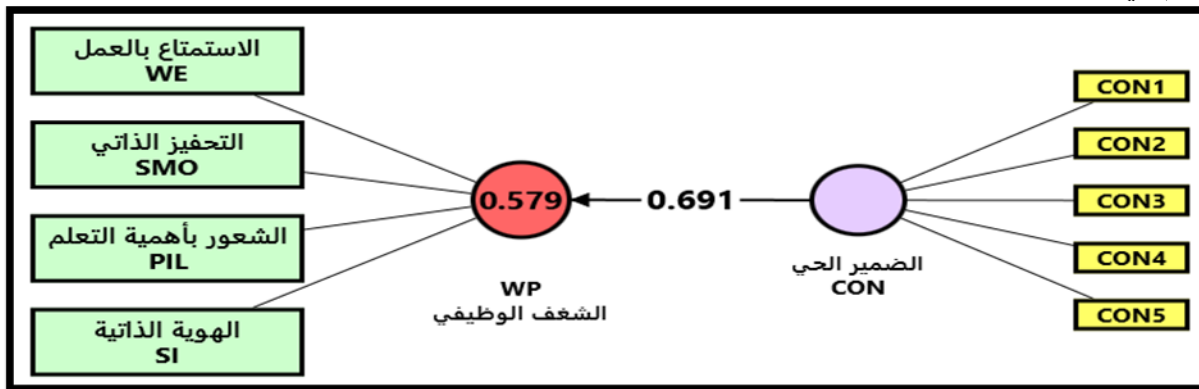 الاستمتاع بالعمل
WE
التحفيز الذاتي
SMO
الشعور بأهمية التعلم
PIL
الهوية الذاتية
SI
0.579
WP
الشغف الوظيفي
0.691
الضمير الحي
CON
CON1
CON2
CON3
CON4
CON5